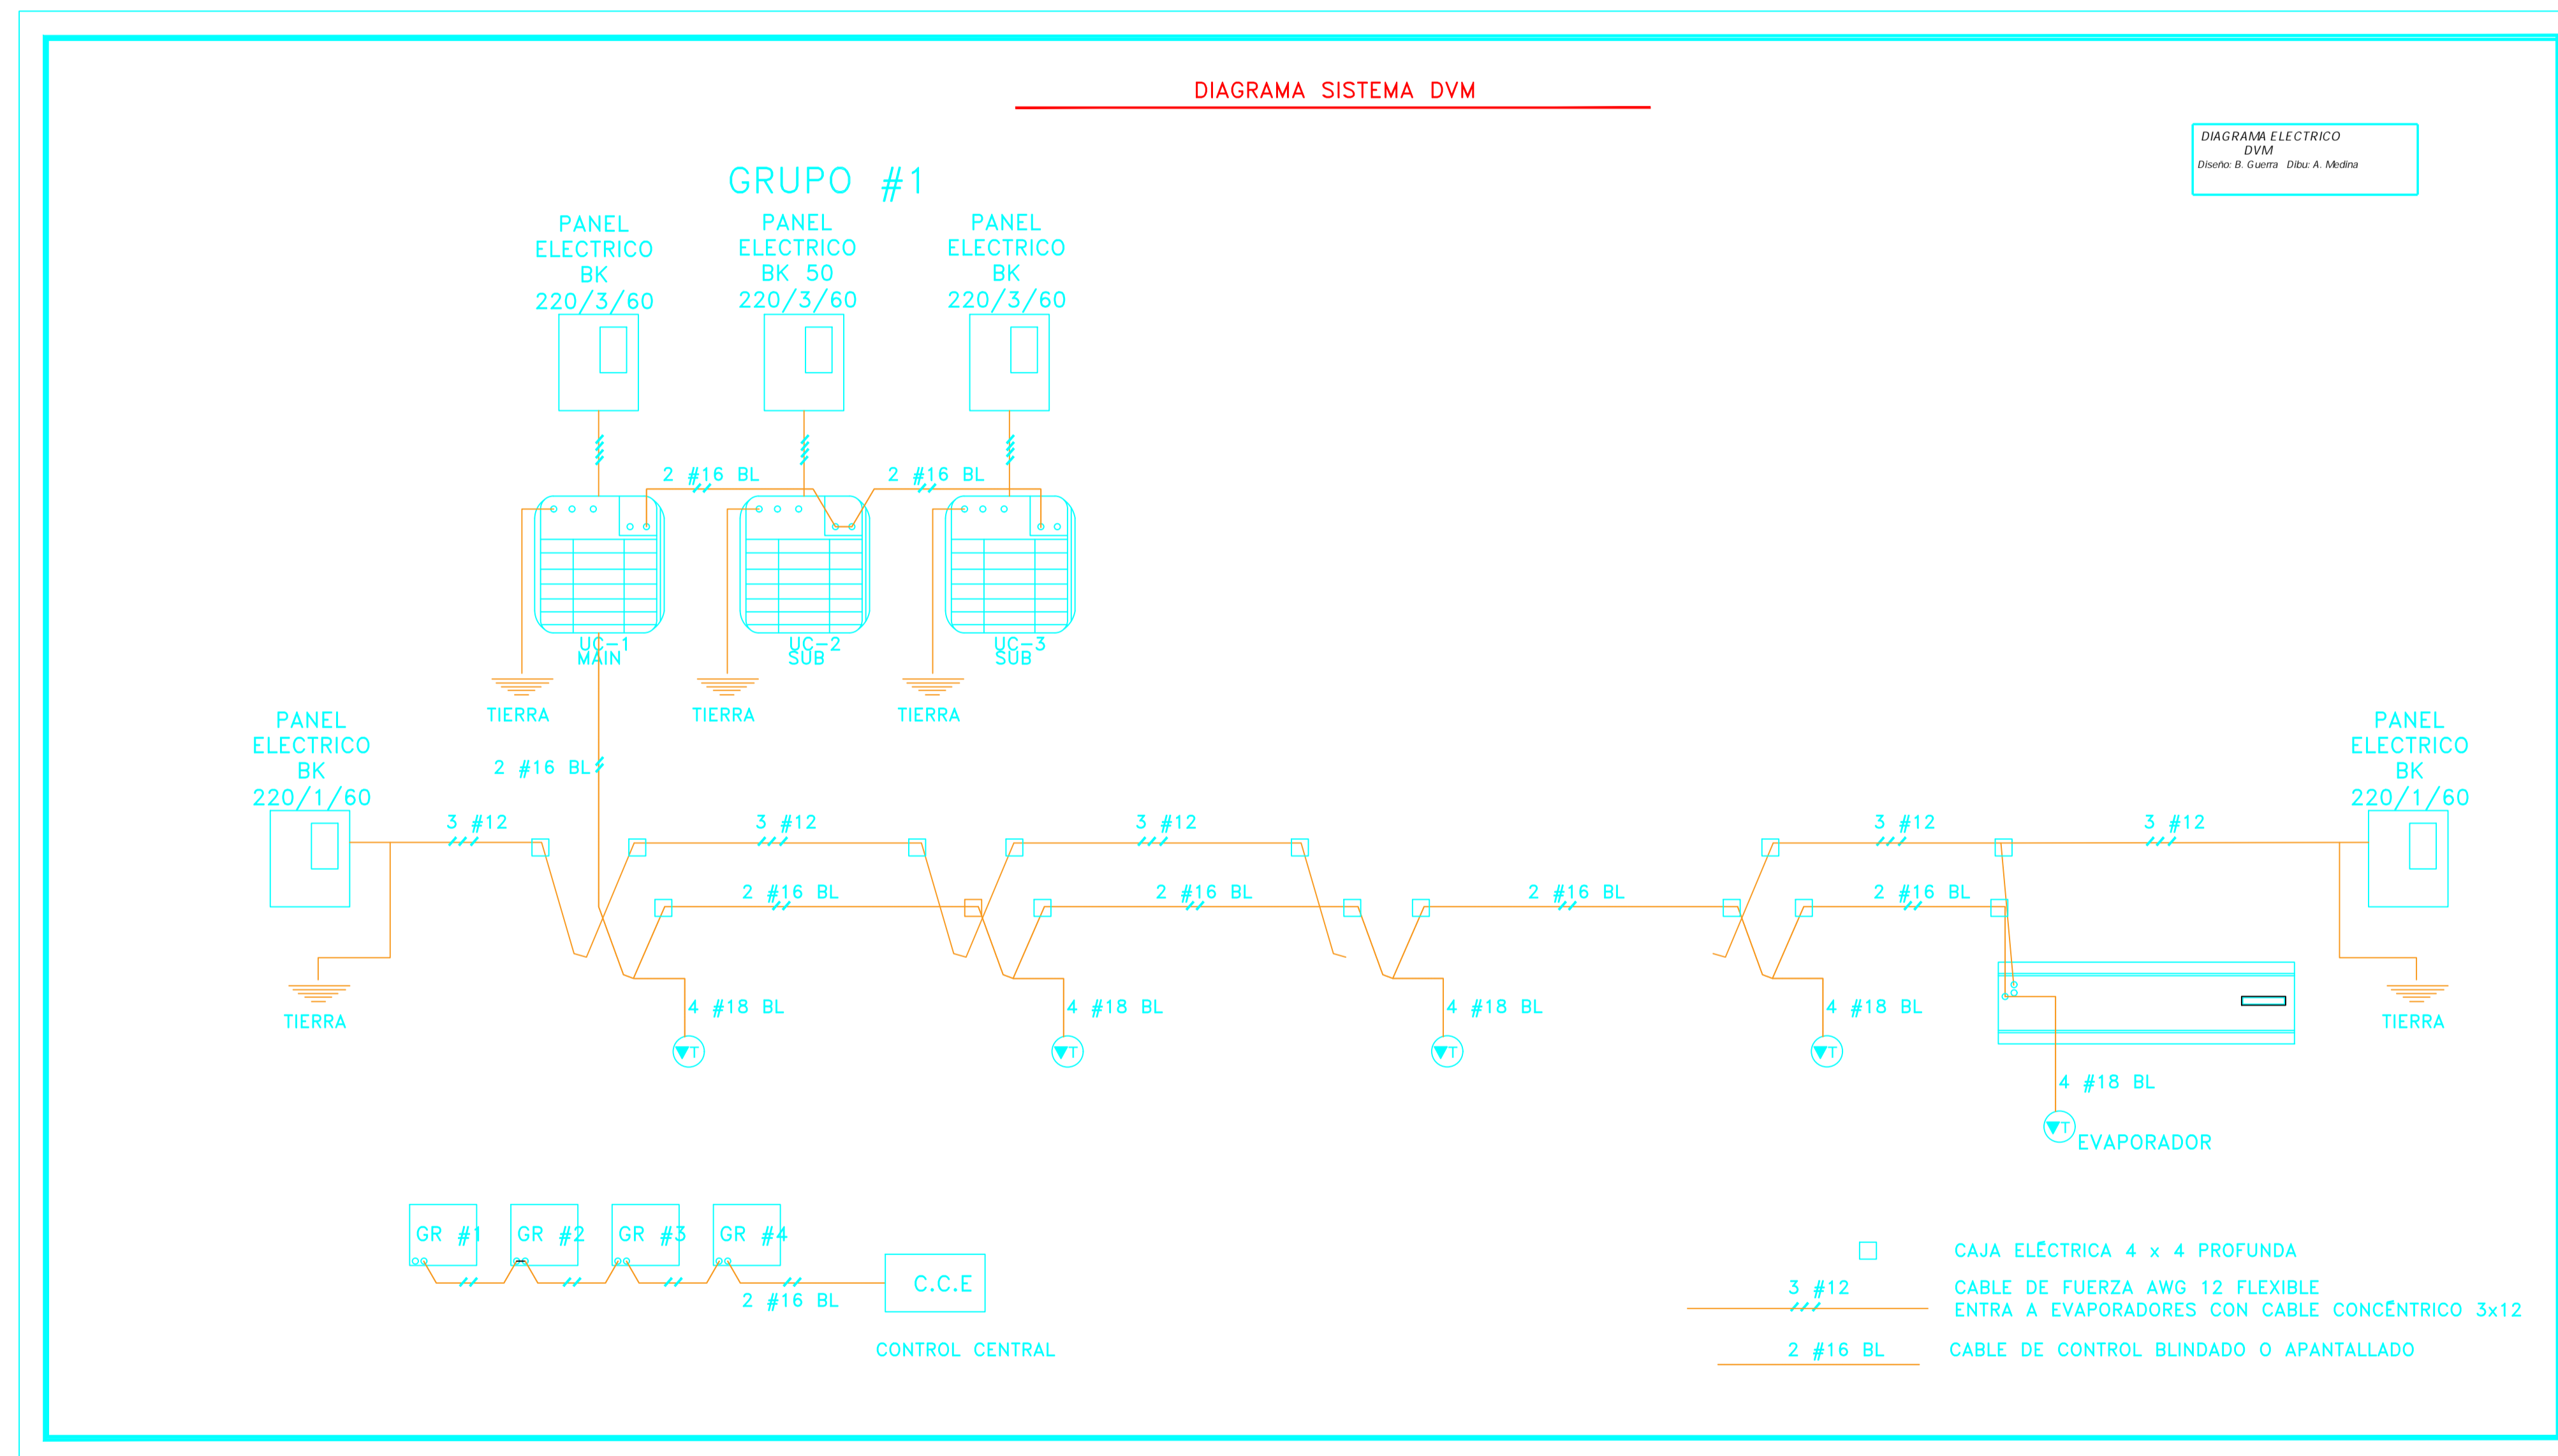 DIAGRAMA SISTEMA DVM
DIAGRAMA ELECTRICO
DVM
Diseño: B. Guerra Dibu: A. Medina
GRUPO #1
PANEL
ELECTRICO
BK
220/3/60
PANEL
ELECTRICO
BK 50
220/3/60
PANEL
ELECTRICO
BK
220/3/60
2 #16 BL
2 #16 BL
UC-1
MAIN
UC-2
SUB
UC-3
SUB
TIERRA
TIERRA
TIERRA
PANEL
ELECTRICO
BK
220/1/60
2 #16 BL
PANEL
ELECTRICO
BK
220/1/60
3 #12
3 #12
3 #12
3 #12
3 #12
2 #16 BL
2 #16 BL
2 #16 BL
2 #16 BL
4 #18 BL
4 #18 BL
4 #18 BL
4 #18 BL
TIERRA
TIERRA
T
T
T
T
4 #18 BL
T
EVAPORADOR
GR #1
GR #2
GR #3
GR #4
C.C.E
2 #16 BL
CONTROL CENTRAL
CAJA ELÉCTRICA 4 x 4 PROFUNDA
3 #12
CABLE DE FUERZA AWG 12 FLEXIBLE
ENTRA A EVAPORADORES CON CABLE CONCÉNTRICO 3x12
2 #16 BL
CABLE DE CONTROL BLINDADO O APANTALLADO